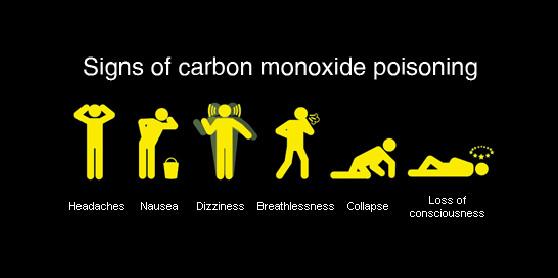 Signs of carbon monoxide poisoning
Headaches Nausea Dizziness Breathlessness Collapse Loss of
consciousness